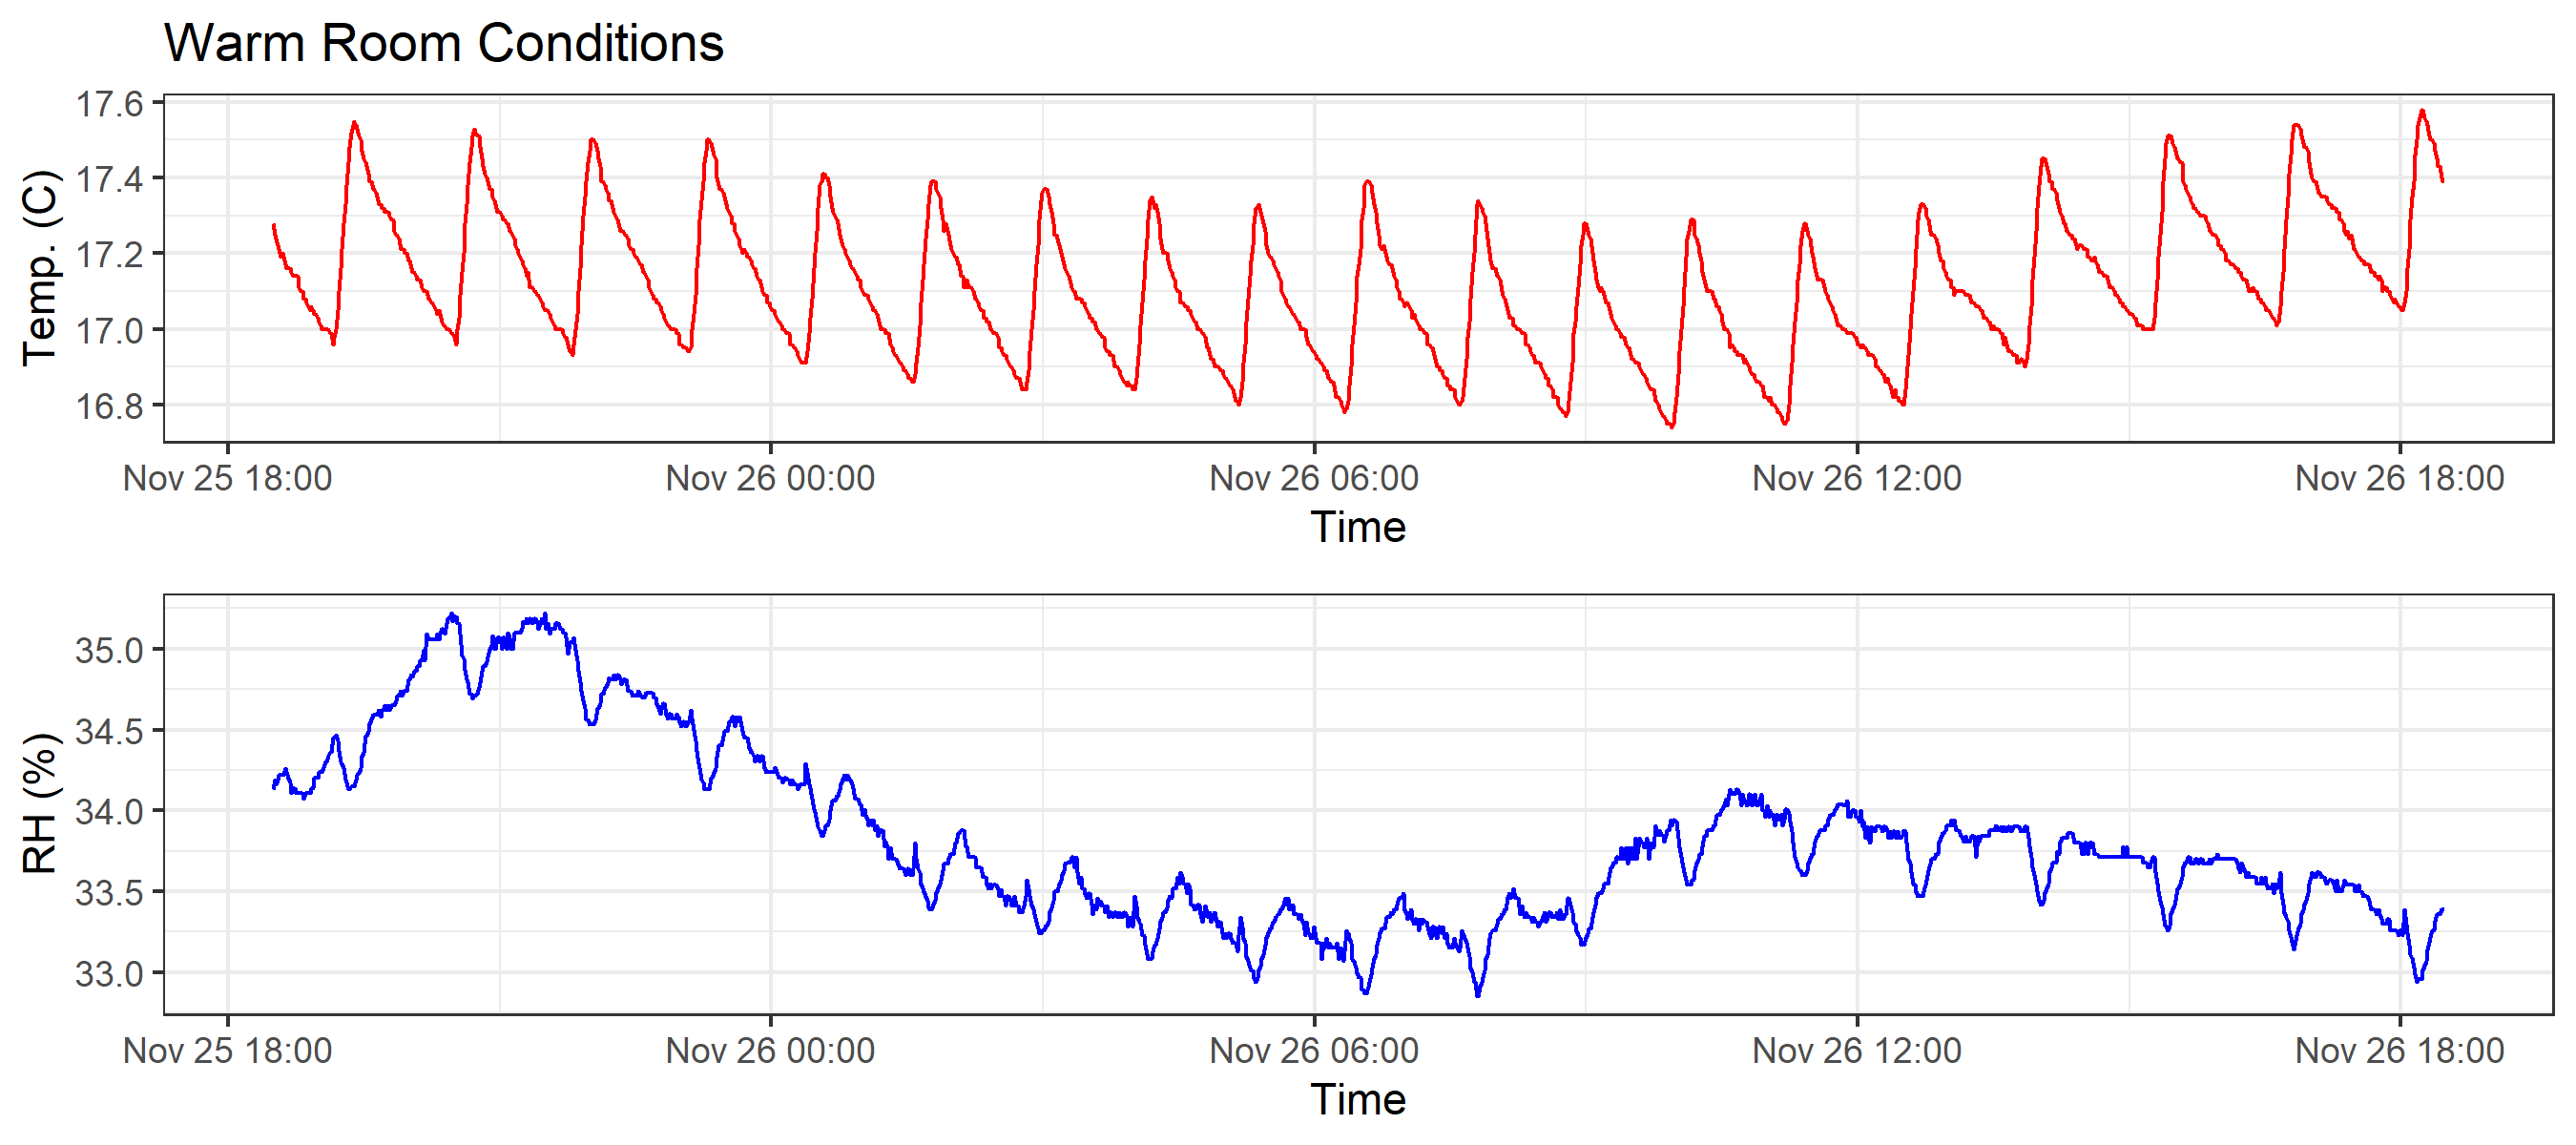 Warm Room Conditions
Temp. (C)
17.6
17.4
17.2
17.0
16.8
Nov 25 18:00 Nov 26 00:00 Nov 26 06:00 Nov 26 12:00 Nov 26 18:00
Time
RH (%)
35.0
34.5
34.0
33.5
33.0
Nov 25 18:00 Nov 26 00:00 Nov 26 06:00 Nov 26 12:00 Nov 26 18:00
Time